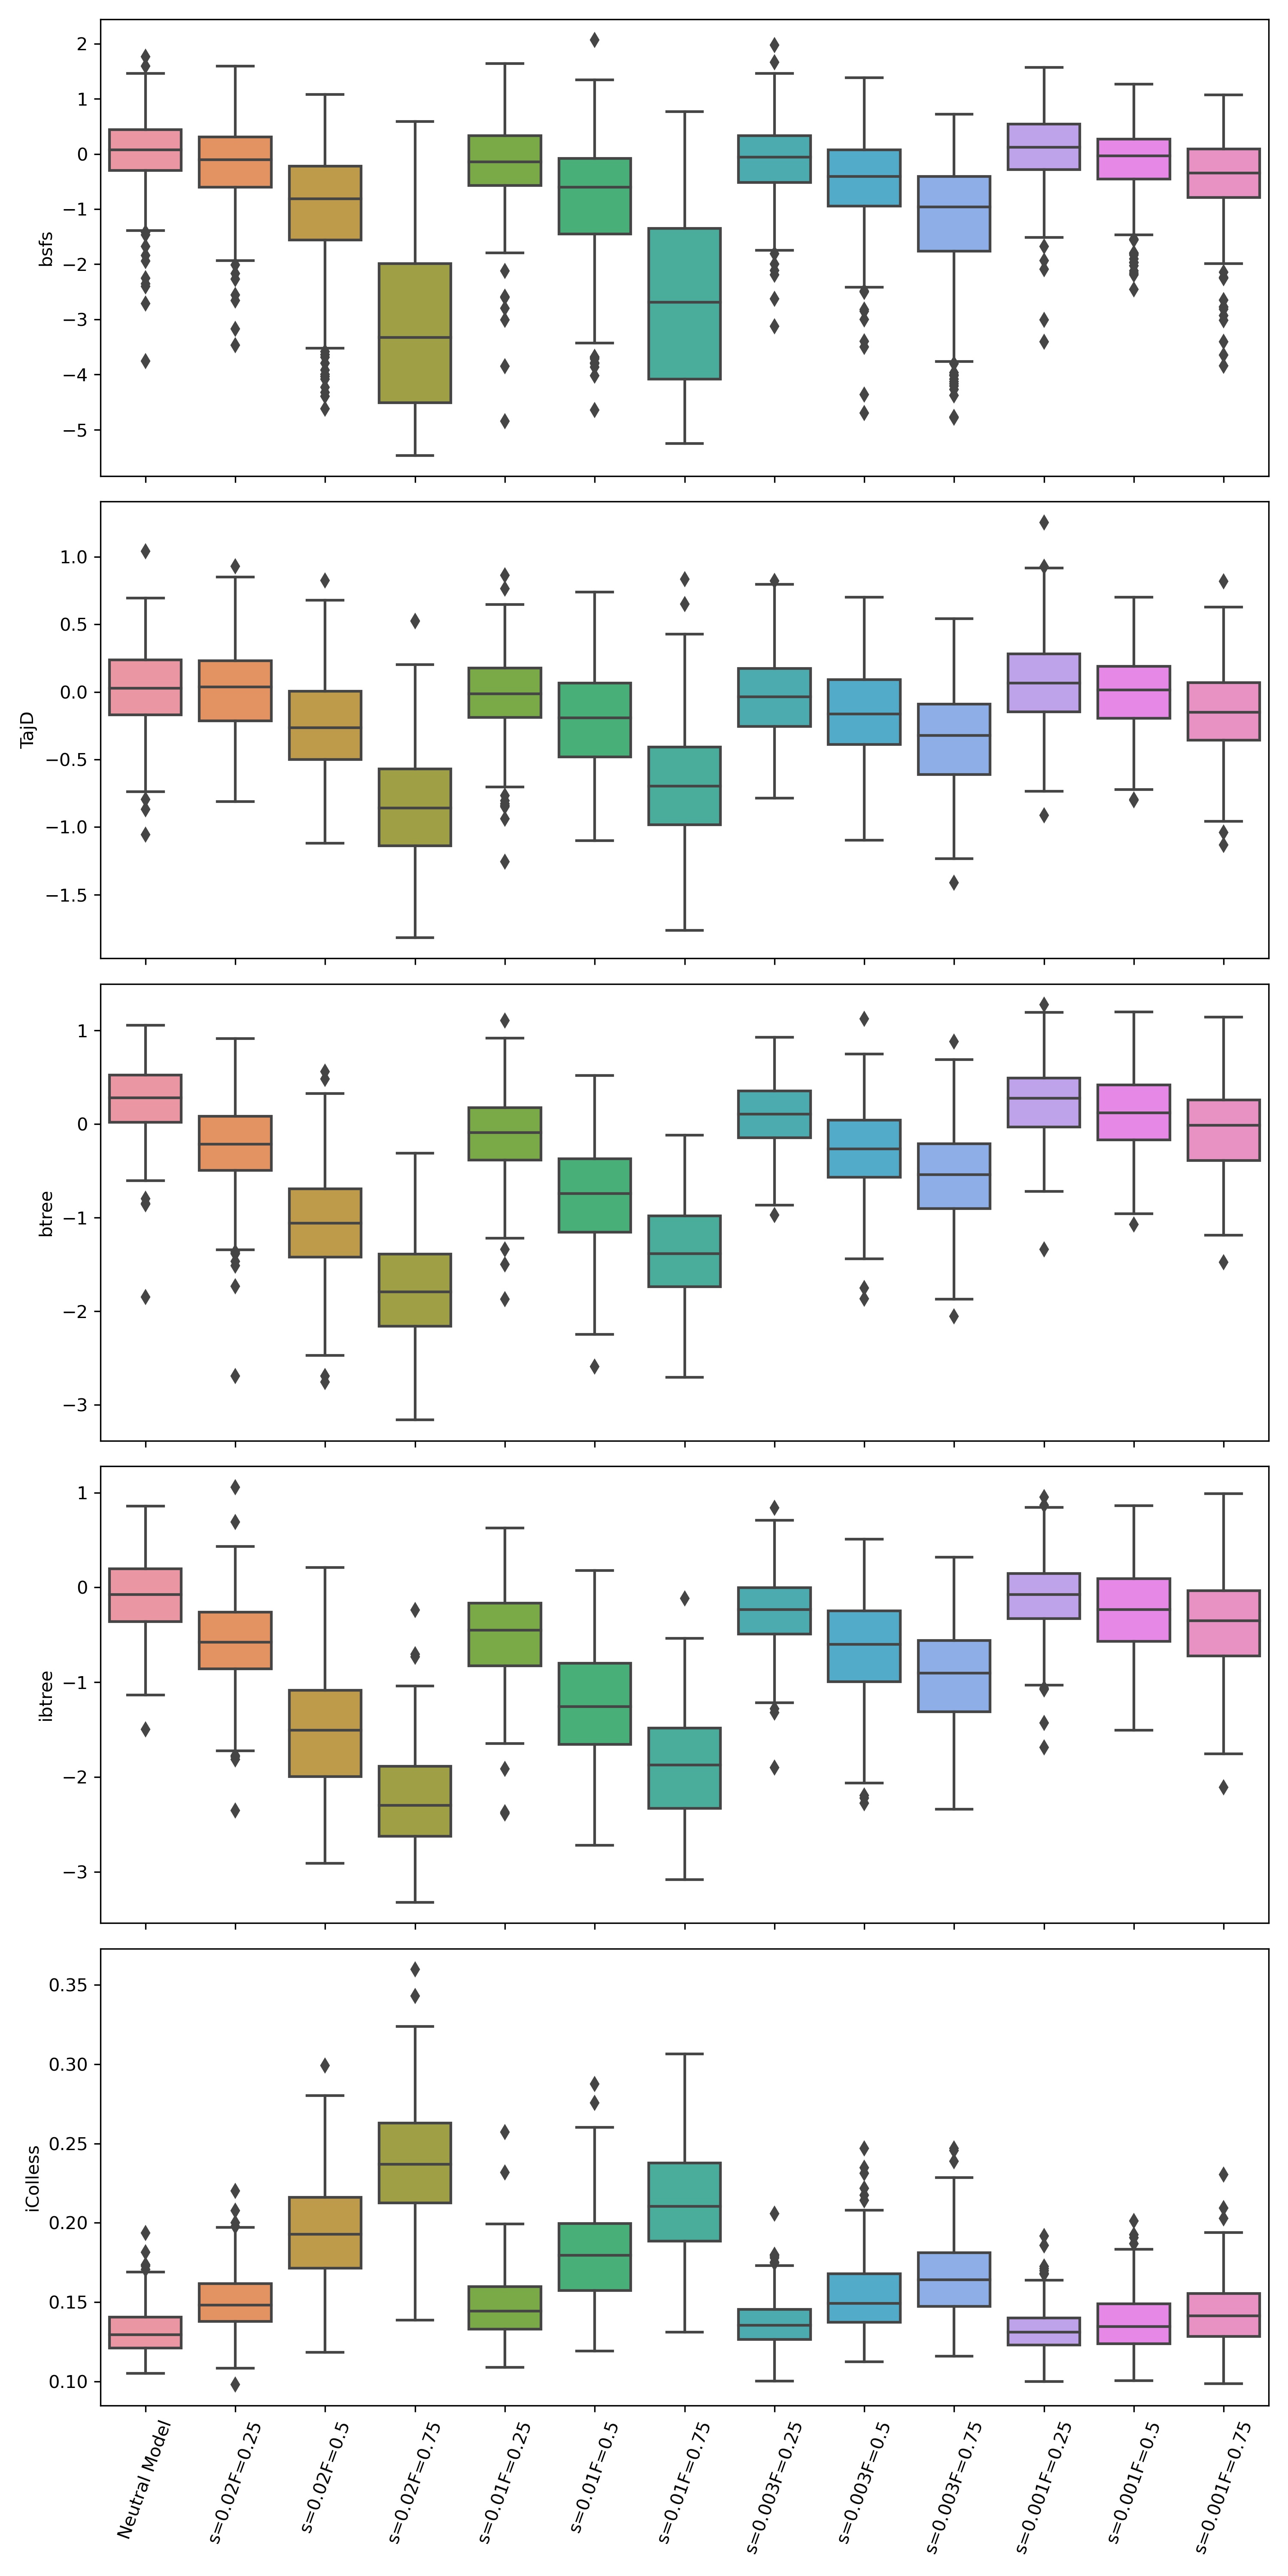 2
1
0
−1
−2
−3
−4
−5
bsfs
1.0
0.5
0.0
−0.5
−1.0
−1.5
TajD
1
0
−1
−2
−3
btree
1
0
−1
−2
−3
ibtree
0.35
0.30
0.25
0.20
0.15
0.10
iColless
Neutral Model
s=0.02F=0.25
s=0.02F=0.5
s=0.02F=0.75
s=0.01F=0.25
s=0.01F=0.5
s=0.01F=0.75
s=0.003F=0.25
s=0.003F=0.5
s=0.003F=0.75
s=0.001F=0.25
s=0.001F=0.5
s=0.001F=0.75